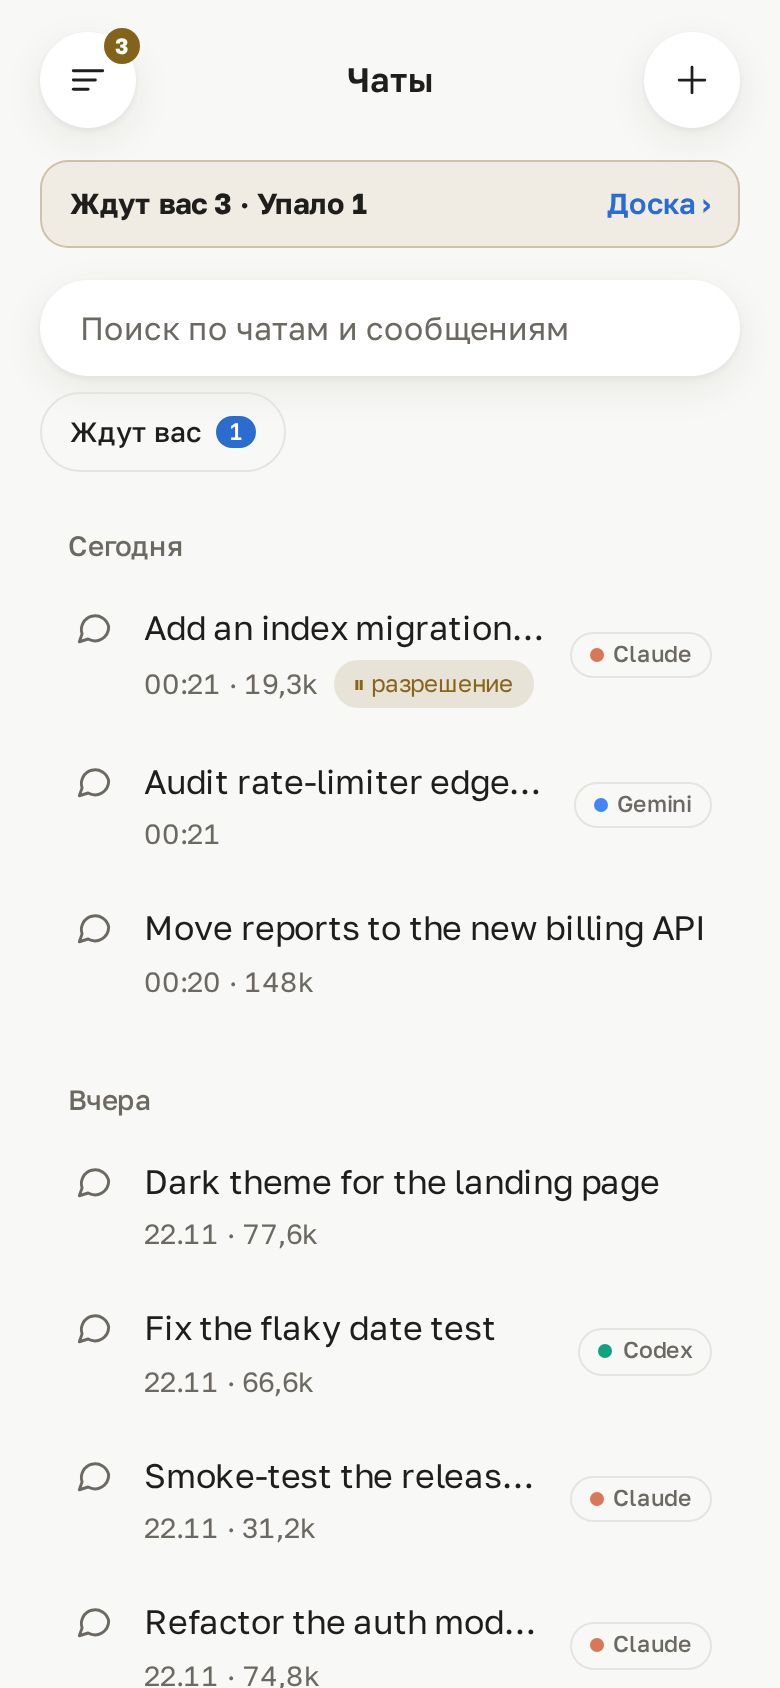 3
Чаты
Ждут вас 3 · Упало 1
Доска ›
Поиск по чатам и сообщениям
Ждут вас 1
Сегодня
Add an index migration…
Claude
00:21 · 19,3k
разрешение
Audit rate-limiter edge…
Gemini
00:21
Move reports to the new billing API
00:20 · 148k
Вчера
Dark theme for the landing page
22.11 · 77,6k
Fix the flaky date test
Codex
22.11 · 66,6k
Smoke-test the releas…
Claude
22.11 · 31,2k
Refactor the auth mod…
Claude
22.11 · 74,8k